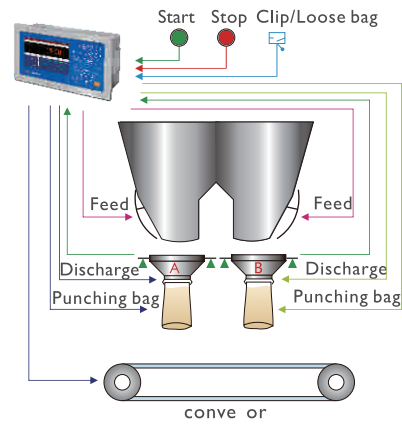 Start Stop Clip/Loose bag
Feed Feed
A B
Discharge Discharge
Punching bag Punching bag
conve or